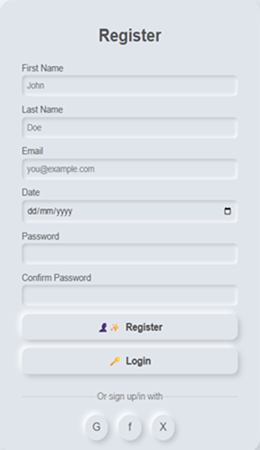 Register
First Name
John
Last Name
Doe
Email
you@example.com
Date
dd/mm/yyyy
Password
Confirm Password
Register
Login
Or sign up/in with
G f X